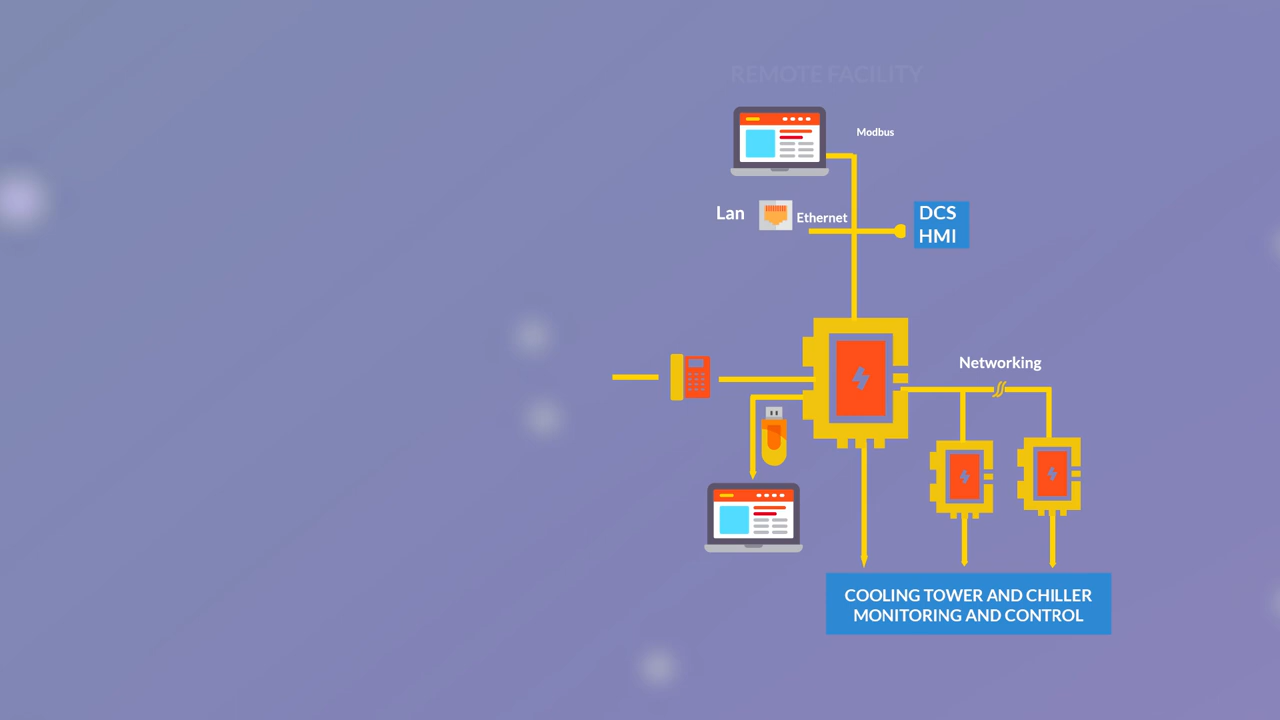 REMOTE FACILITY
Modbus
Lan
Ethernet
DCS
HMI
Networking
COOLING TOWER AND CHILLER
MONITORING AND CONTROL